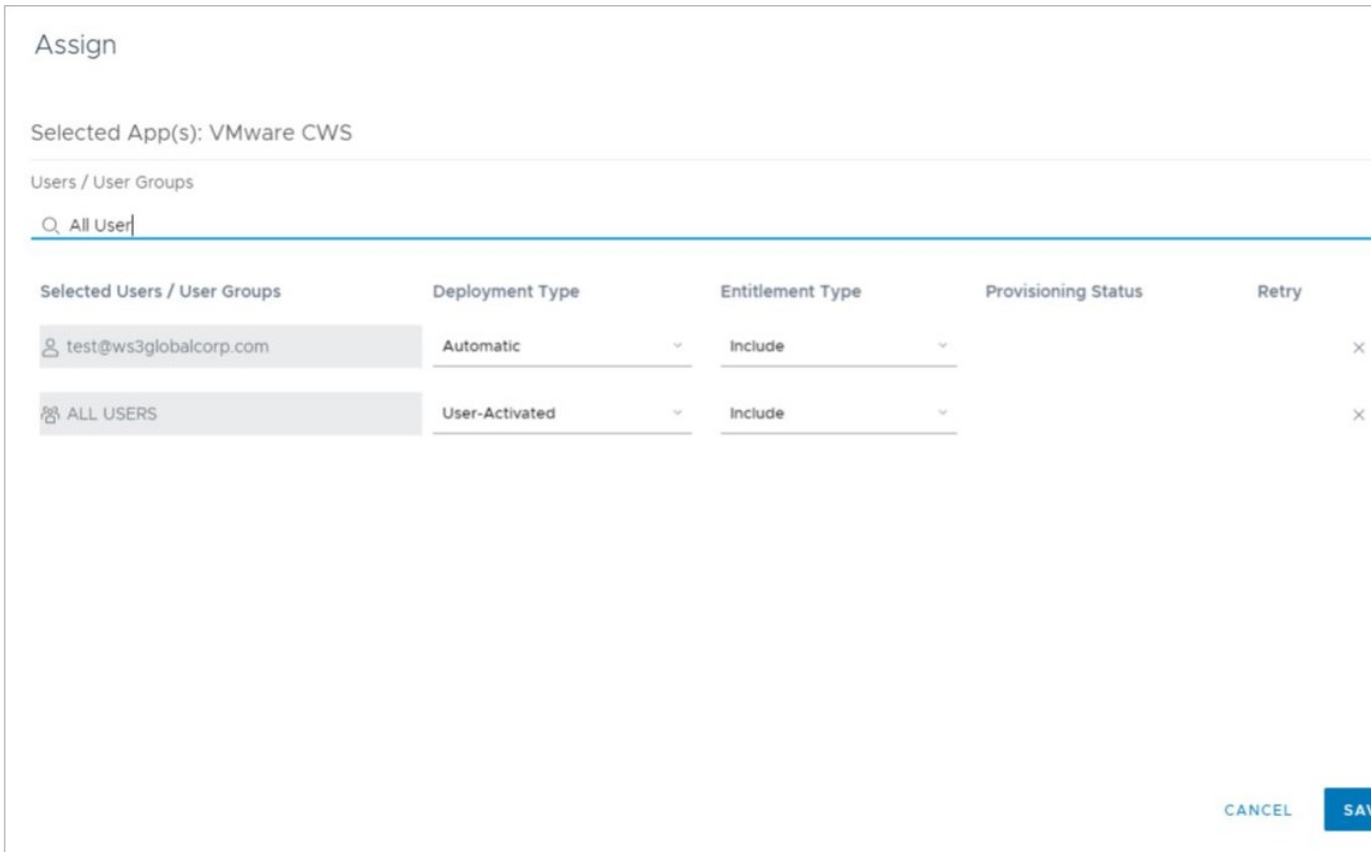 Assign
Selected App(s): VMware CWS
Users / User Groups
All User
Selected Users / User Groups Deployment Type Entitlement Type Provisioning Status Retry
test@ws3globalcorp.com Automatic Include
ALL USERS User-Activated Include
CANCEL SAV